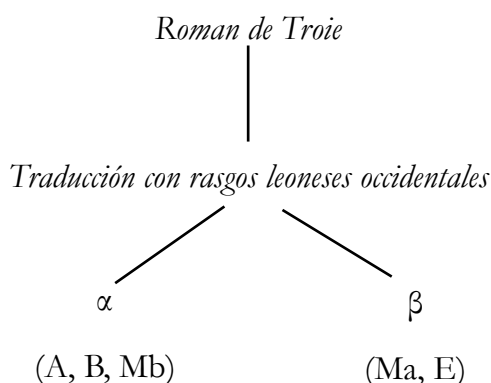 Roman de Troie
Traducción con rasgos leoneses occidentales
α β
(A, B, Mb) (Ma, E)